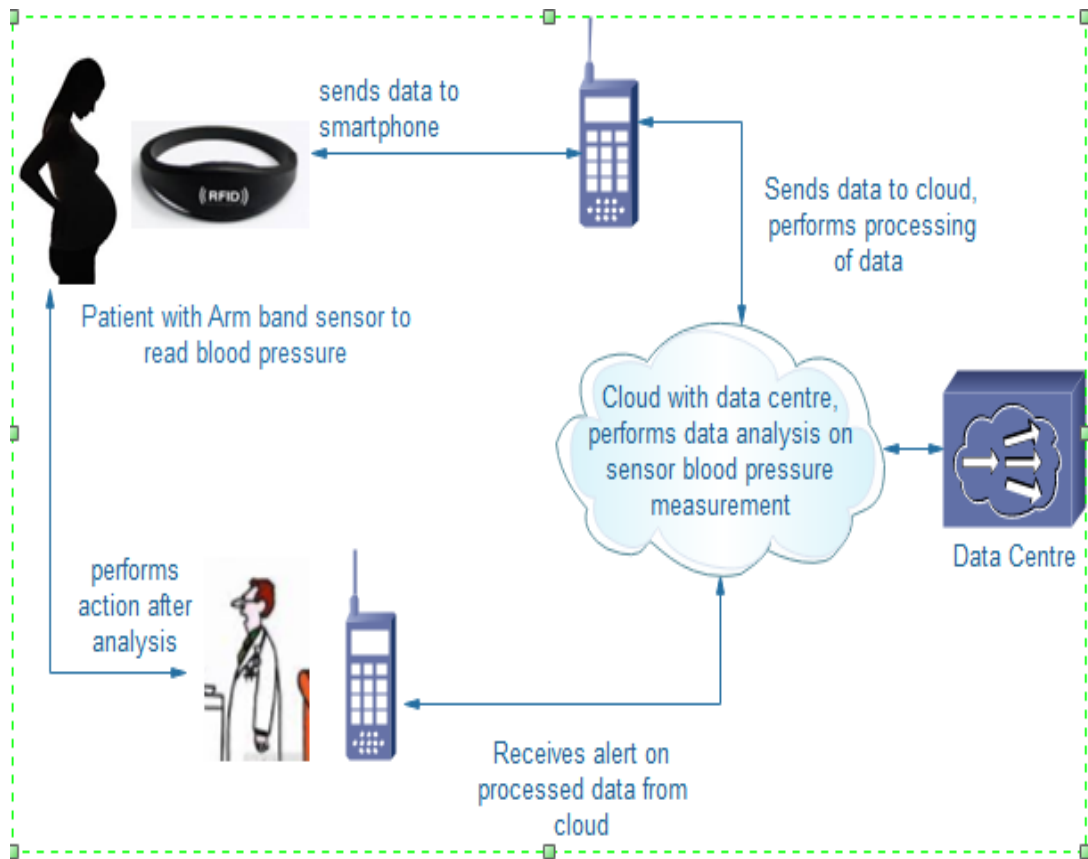 sends data to
smartphone
((RFID))
Patient with Arm band sensor to
read blood pressure
Sends data to cloud,
performs processing
of data
Cloud with data centre,
performs data analysis on
sensor blood pressure
measurement
Data Centre
performs
action after
analysis
Receives alert on
processed data from
cloud